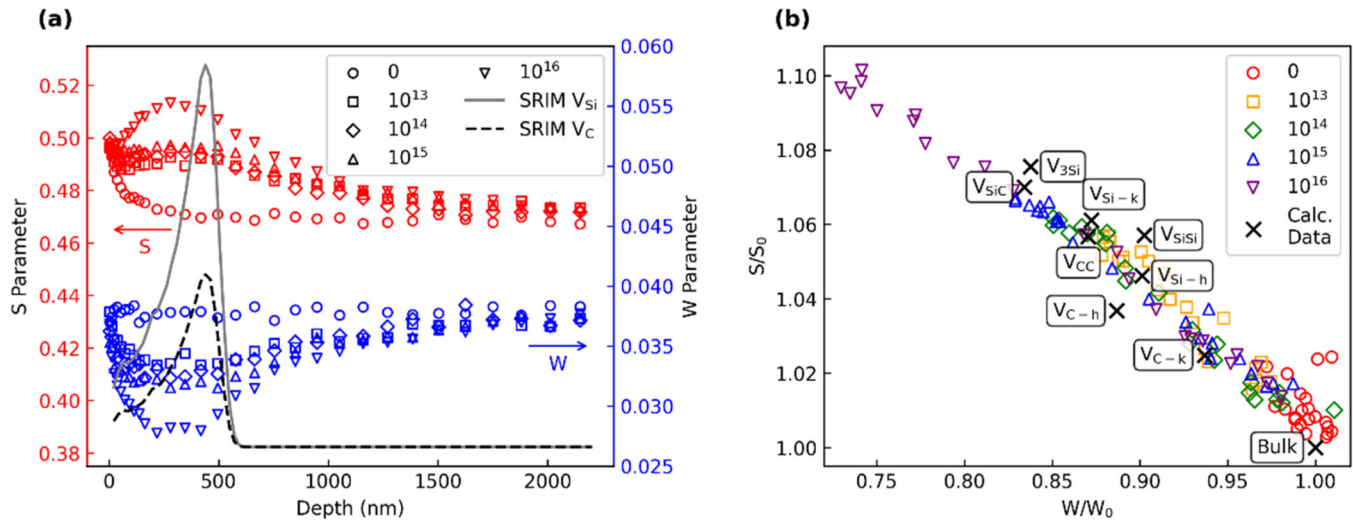 (a)
S Parameter
0.52
0.50
0.48
0.46
0.44
0.42
0.40
0.38
0
10^13
10^14
10^15
10^16
SRIM V_Si
SRIM V_C
S
W
0.060
0.055
0.050
0.045
0.040
0.035
0.030
0.025
W Parameter
0 500 1000 1500 2000
Depth (nm)
(b)
S/S_0
1.10
1.08
1.06
1.04
1.02
1.00
V_3Si
V_SiC
V_Si−k
V_SiSi
V_CC
V_Si−h
V_C−h
V_C−k
Bulk
0
10^13
10^14
10^15
10^16
Calc.
Data
0.75 0.80 0.85 0.90 0.95 1.00
W/W_0